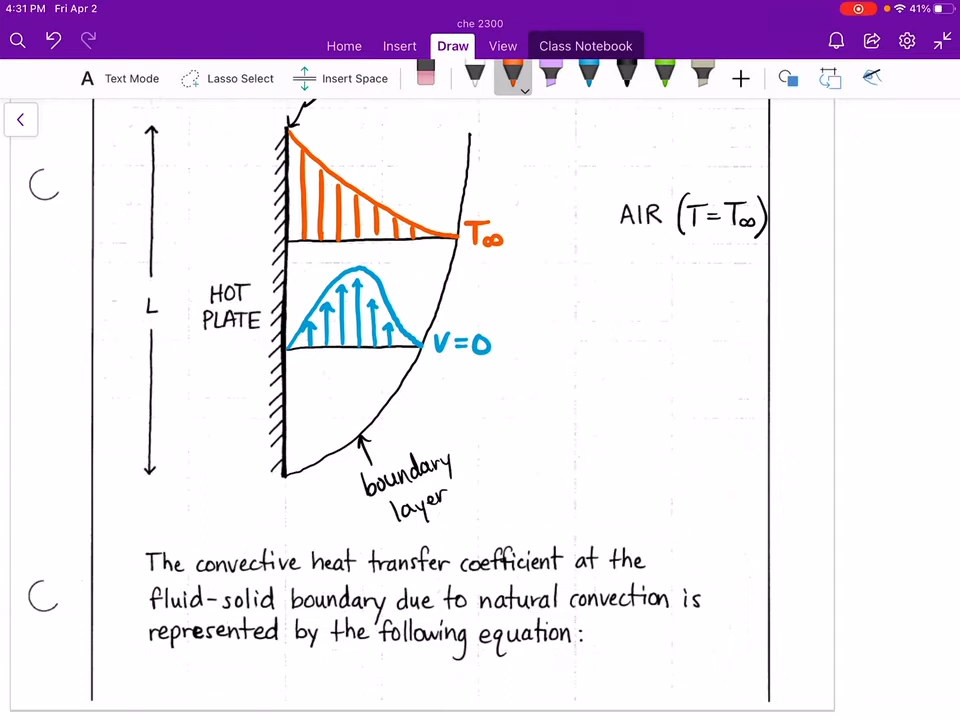 4:31 PM Fri Apr 2
41%
che 2300
Home Insert Draw View Class Notebook
A Text Mode Lasso Select Insert Space
AIR (T=T∞)
T∞
HOT
PLATE
L
V=0
boundary
layer
The convective heat transfer coefficient at the
fluid-solid boundary due to natural convection is
represented by the following equation: